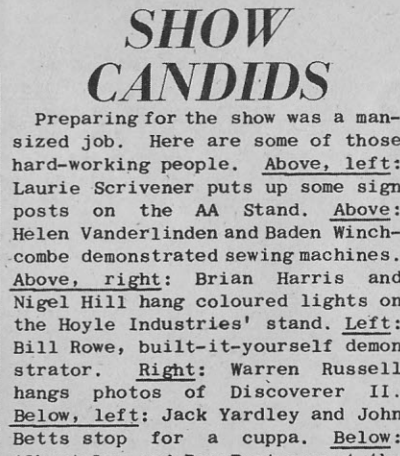 SHOW
CANDIDS
Preparing for the show was a man-
sized job. Here are some of those
hard-working people. Above, left:
Laurie Scrivener puts up some sign
posts on the AA Stand. Above:
Helen Vanderlinden and Baden Winch-
combe demonstrated sewing machines.
Above, right: Brian Harris and
Nigel Hill hang coloured lights on
the Hoyle Industries' stand. Left:
Bill Rowe, built-it-yourself demon
strator. Right: Warren Russell
hangs photos of Discoverer II.
Below, left: Jack Yardley and John
Betts stop for a cuppa. Below: